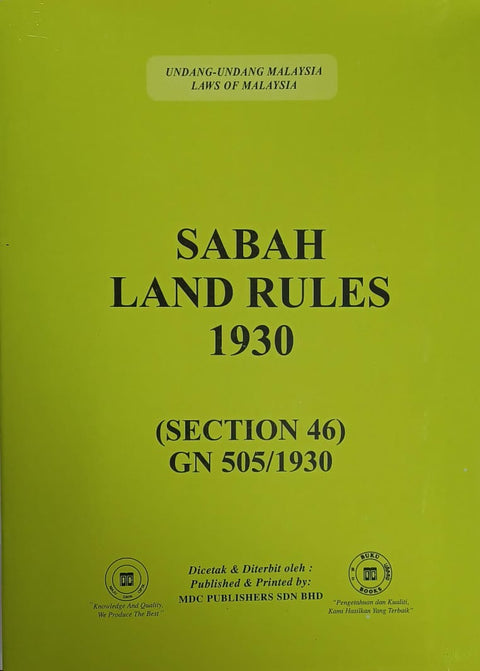 UNDANG-UNDANG MALAYSIA
LAWS OF MALAYSIA
SABAH
LAND RULES
1930
(SECTION 46)
GN 505/1930
Dicetak & Diterbit oleh :
Published & Printed by:
MDC PUBLISHERS SDN BHD
"Knowledge And Quality,
We Produce The Best"
BUKU
BOOKS
"Pengetahuan dan Kualiti,
Kami Hasilkan Yang Terbaik"